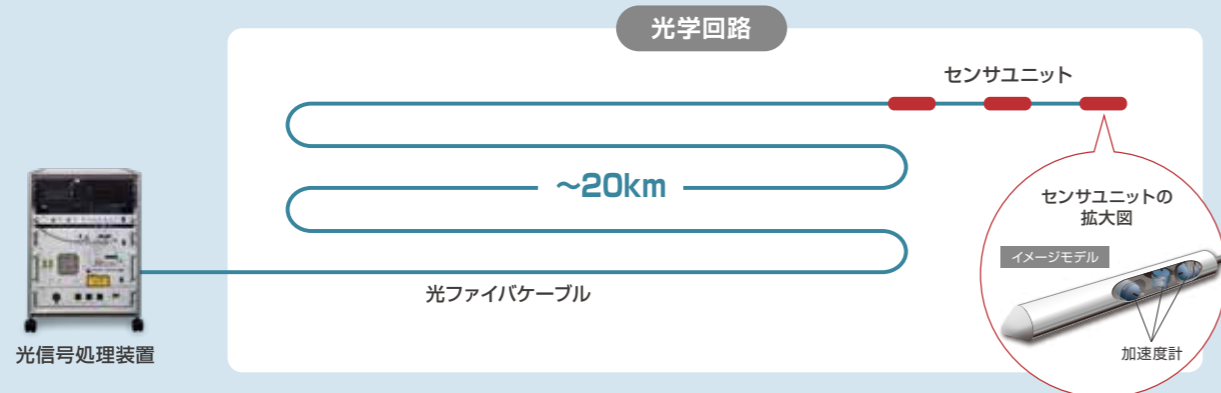 光学回路
センサユニット
～20km
センサユニットの
拡大図
イメージモデル
光ファイバケーブル
加速度計
光信号処理装置